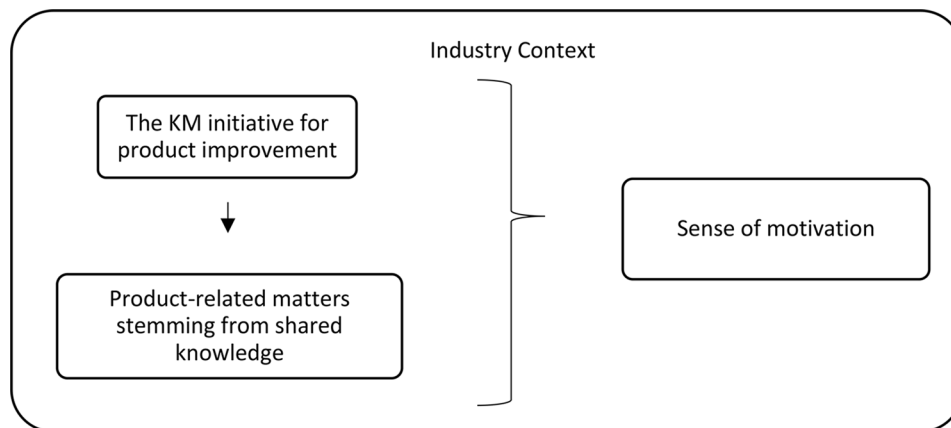 Industry Context
The KM initiative for
product improvement
Product-related matters
stemming from shared
knowledge
Sense of motivation